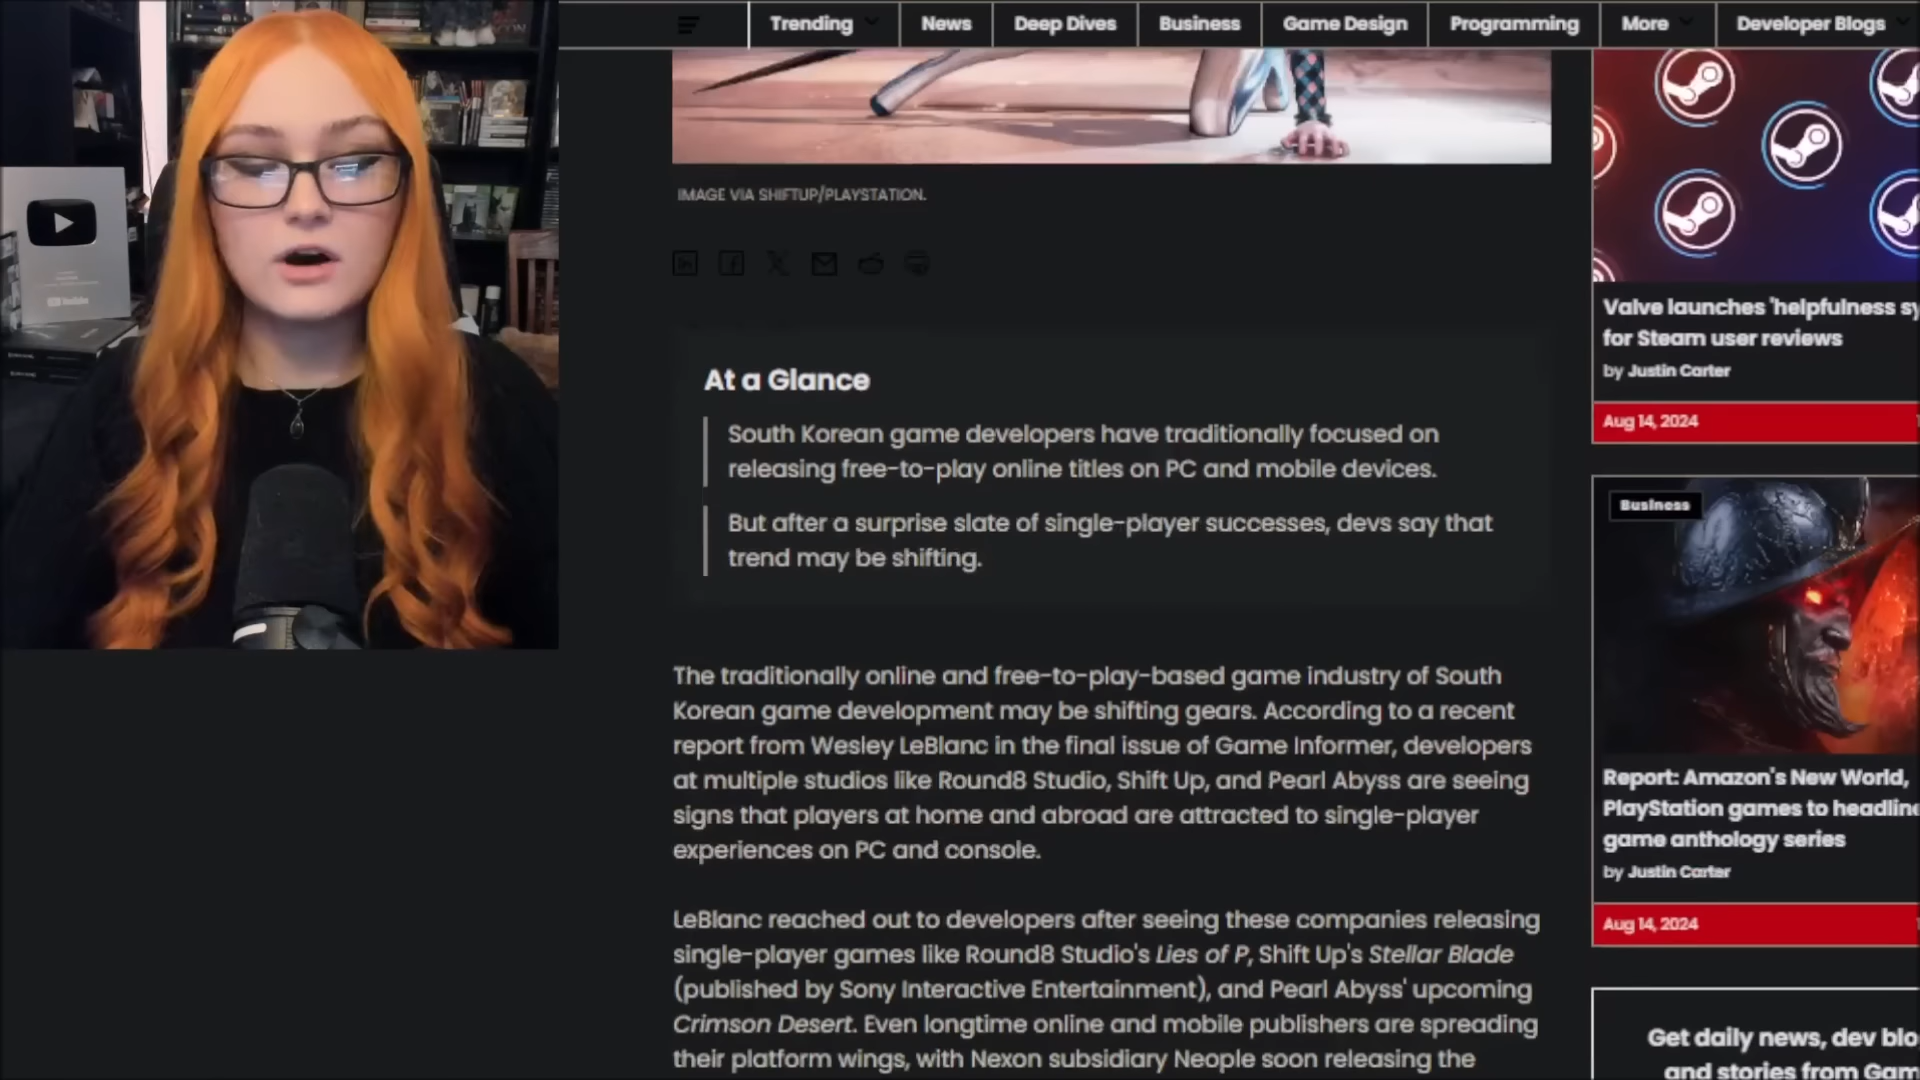 Trending
News
Deep Dives
Business
Game Design
Programming
More
Developer Blogs
IMAGE VIA SHIFTUP/PLAYSTATION.
At a Glance
South Korean game developers have traditionally focused on
releasing free-to-play online titles on PC and mobile devices.
But after a surprise slate of single-player successes, devs say that
trend may be shifting.
The traditionally online and free-to-play-based game industry of South
Korean game development may be shifting gears. According to a recent
report from Wesley LeBlanc in the final issue of Game Informer, developers
at multiple studios like Round8 Studio, Shift Up, and Pearl Abyss are seeing
signs that players at home and abroad are attracted to single-player
experiences on PC and console.
LeBlanc reached out to developers after seeing these companies releasing
single-player games like Round8 Studio's Lies of P, Shift Up's Stellar Blade
(published by Sony Interactive Entertainment), and Pearl Abyss' upcoming
Crimson Desert. Even longtime online and mobile publishers are spreading
their platform wings, with Nexon subsidiary Neople soon releasing the
Valve launches 'helpfulness sy
for Steam user reviews
by Justin Carter
Aug 14, 2024
Business
Report: Amazon's New World,
PlayStation games to headline
game anthology series
by Justin Carter
Aug 14, 2024
Get daily news, dev blo
and stories from Gam
YouTube